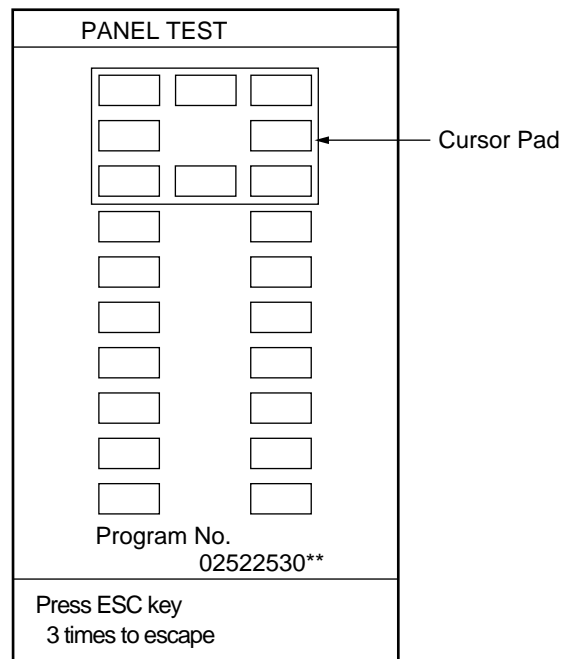 PANEL TEST
Cursor Pad
Program No.
02522530**
Press ESC key
3 times to escape